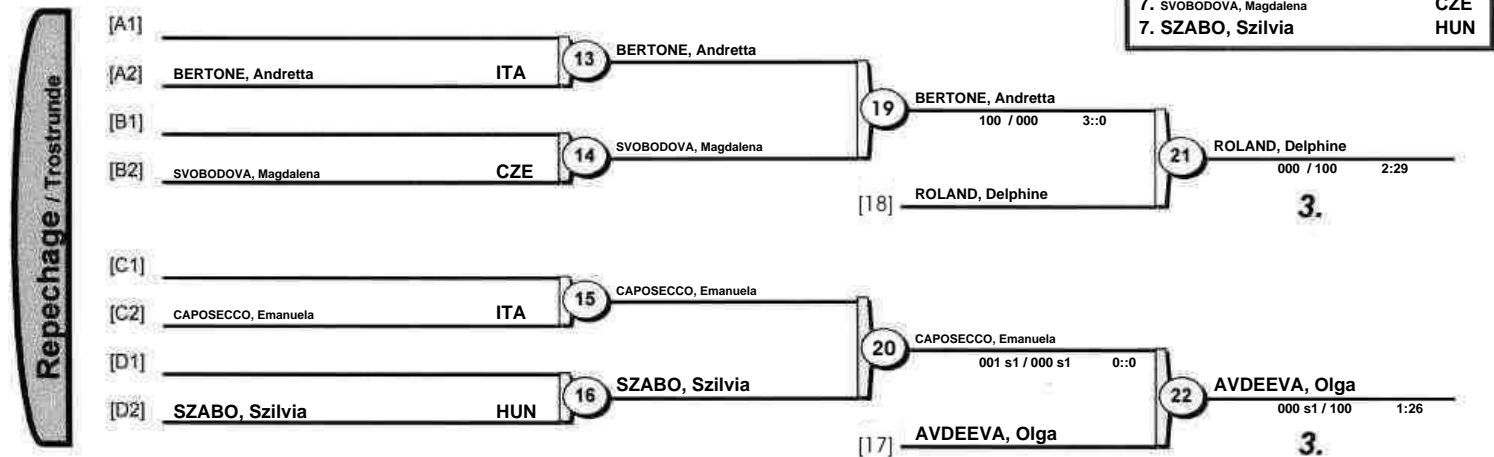 7. SVOBODOVA, Magdalena CZE
7. SZABO, Szilvia HUN
Repechage / Trostrunde
[A1]
[A2] BERTONE, Andretta ITA
13 BERTONE, Andretta
[B1]
[B2] SVOBODOVA, Magdalena CZE
14 SVOBODOVA, Magdalena
19 BERTONE, Andretta
100 / 000 3::0
[18] ROLAND, Delphine
21 ROLAND, Delphine
000 / 100 2:29
3.
[C1]
[C2] CAPOSECCO, Emanuela ITA
15 CAPOSECCO, Emanuela
[D1]
[D2] SZABO, Szilvia HUN
16 SZABO, Szilvia
20 CAPOSECCO, Emanuela
001 s1 / 000 s1 0::0
[17] AVDEEVA, Olga
22 AVDEEVA, Olga
000 s1 / 100 1:26
3.